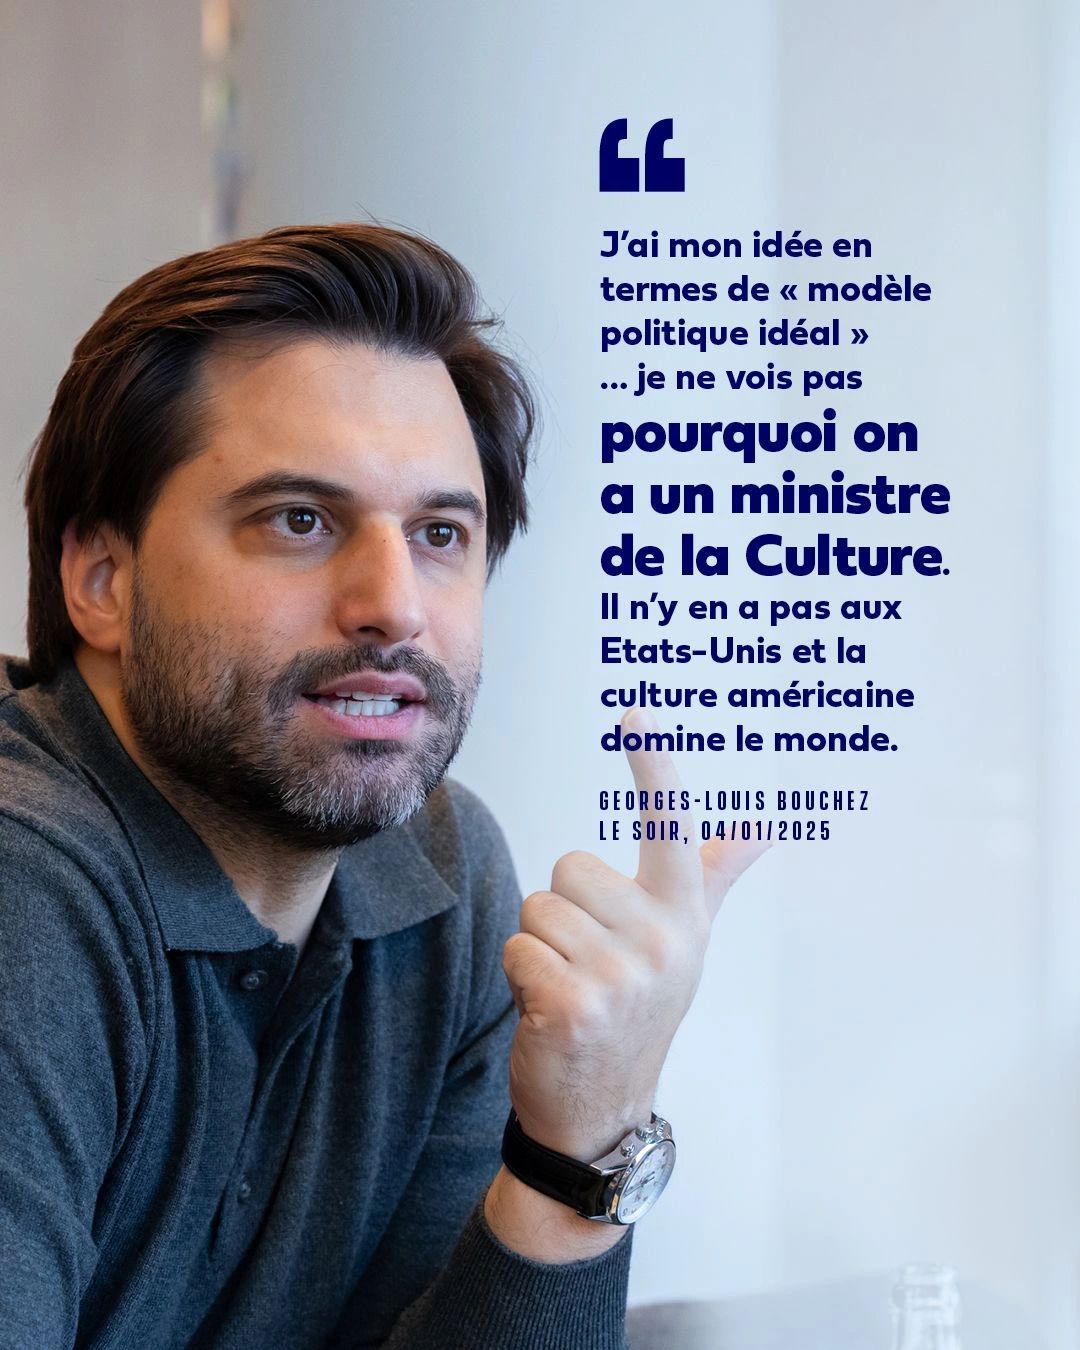 “
J’ai mon idée en
termes de « modèle
politique idéal »
... je ne vois pas
pourquoi on
a un ministre
de la Culture.
Il n’y en a pas aux
Etats-Unis et la
culture américaine
domine le monde.
GEORGES-LOUIS BOUCHEZ
LE SOIR, 04/01/2025